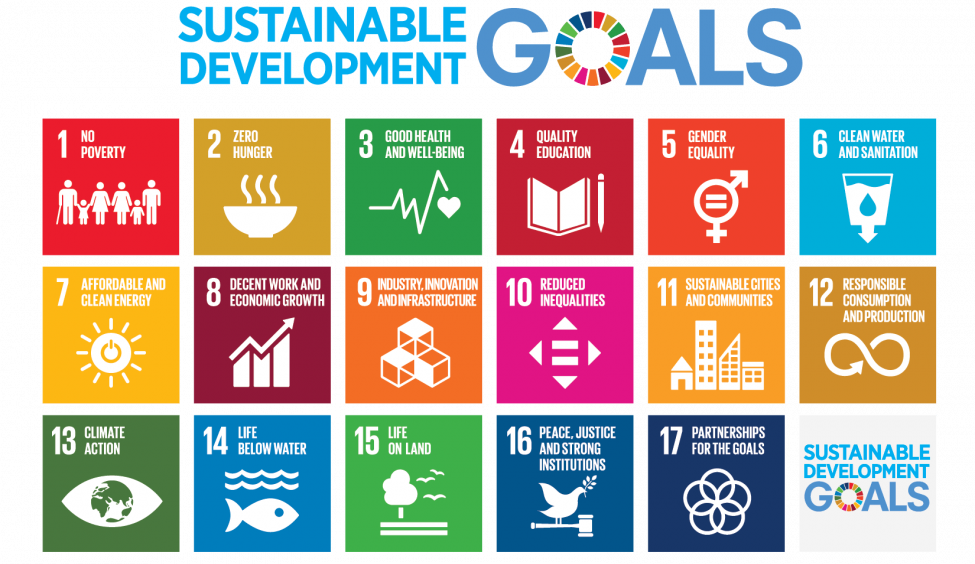 SUSTAINABLE
DEVELOPMENT
GOALS
1 NO
POVERTY
2 ZERO
HUNGER
3 GOOD HEALTH
AND WELL-BEING
4 QUALITY
EDUCATION
5 GENDER
EQUALITY
6 CLEAN WATER
AND SANITATION
7 AFFORDABLE AND
CLEAN ENERGY
8 DECENT WORK AND
ECONOMIC GROWTH
9 INDUSTRY, INNOVATION
AND INFRASTRUCTURE
10 REDUCED
INEQUALITIES
11 SUSTAINABLE CITIES
AND COMMUNITIES
12 RESPONSIBLE
CONSUMPTION
AND PRODUCTION
13 CLIMATE
ACTION
14 LIFE
BELOW WATER
15 LIFE
ON LAND
16 PEACE, JUSTICE
AND STRONG
INSTITUTIONS
17 PARTNERSHIPS
FOR THE GOALS
SUSTAINABLE
DEVELOPMENT
GOALS